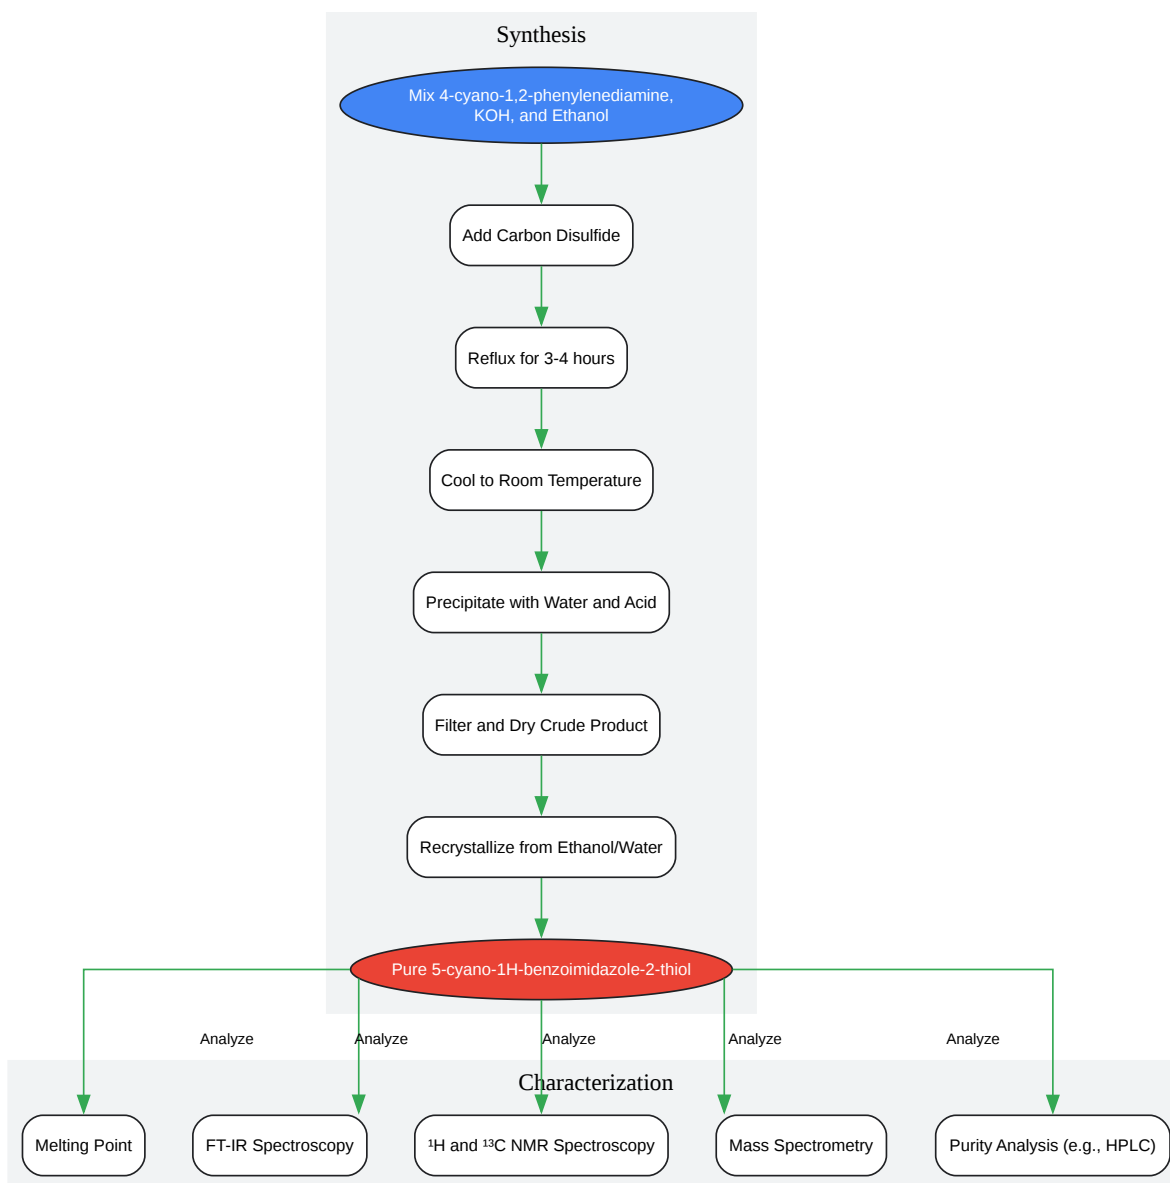 Synthesis
Mix 4-cyano-1,2-phenylenediamine,
KOH, and Ethanol
Add Carbon Disulfide
Reflux for 3-4 hours
Cool to Room Temperature
Precipitate with Water and Acid
Filter and Dry Crude Product
Recrystallize from Ethanol/Water
Pure 5-cyano-1H-benzoimidazole-2-thiol
Analyze
Analyze
Analyze
Analyze
Analyze
Characterization
Melting Point
FT-IR Spectroscopy
¹H and ¹³C NMR Spectroscopy
Mass Spectrometry
Purity Analysis (e.g., HPLC)